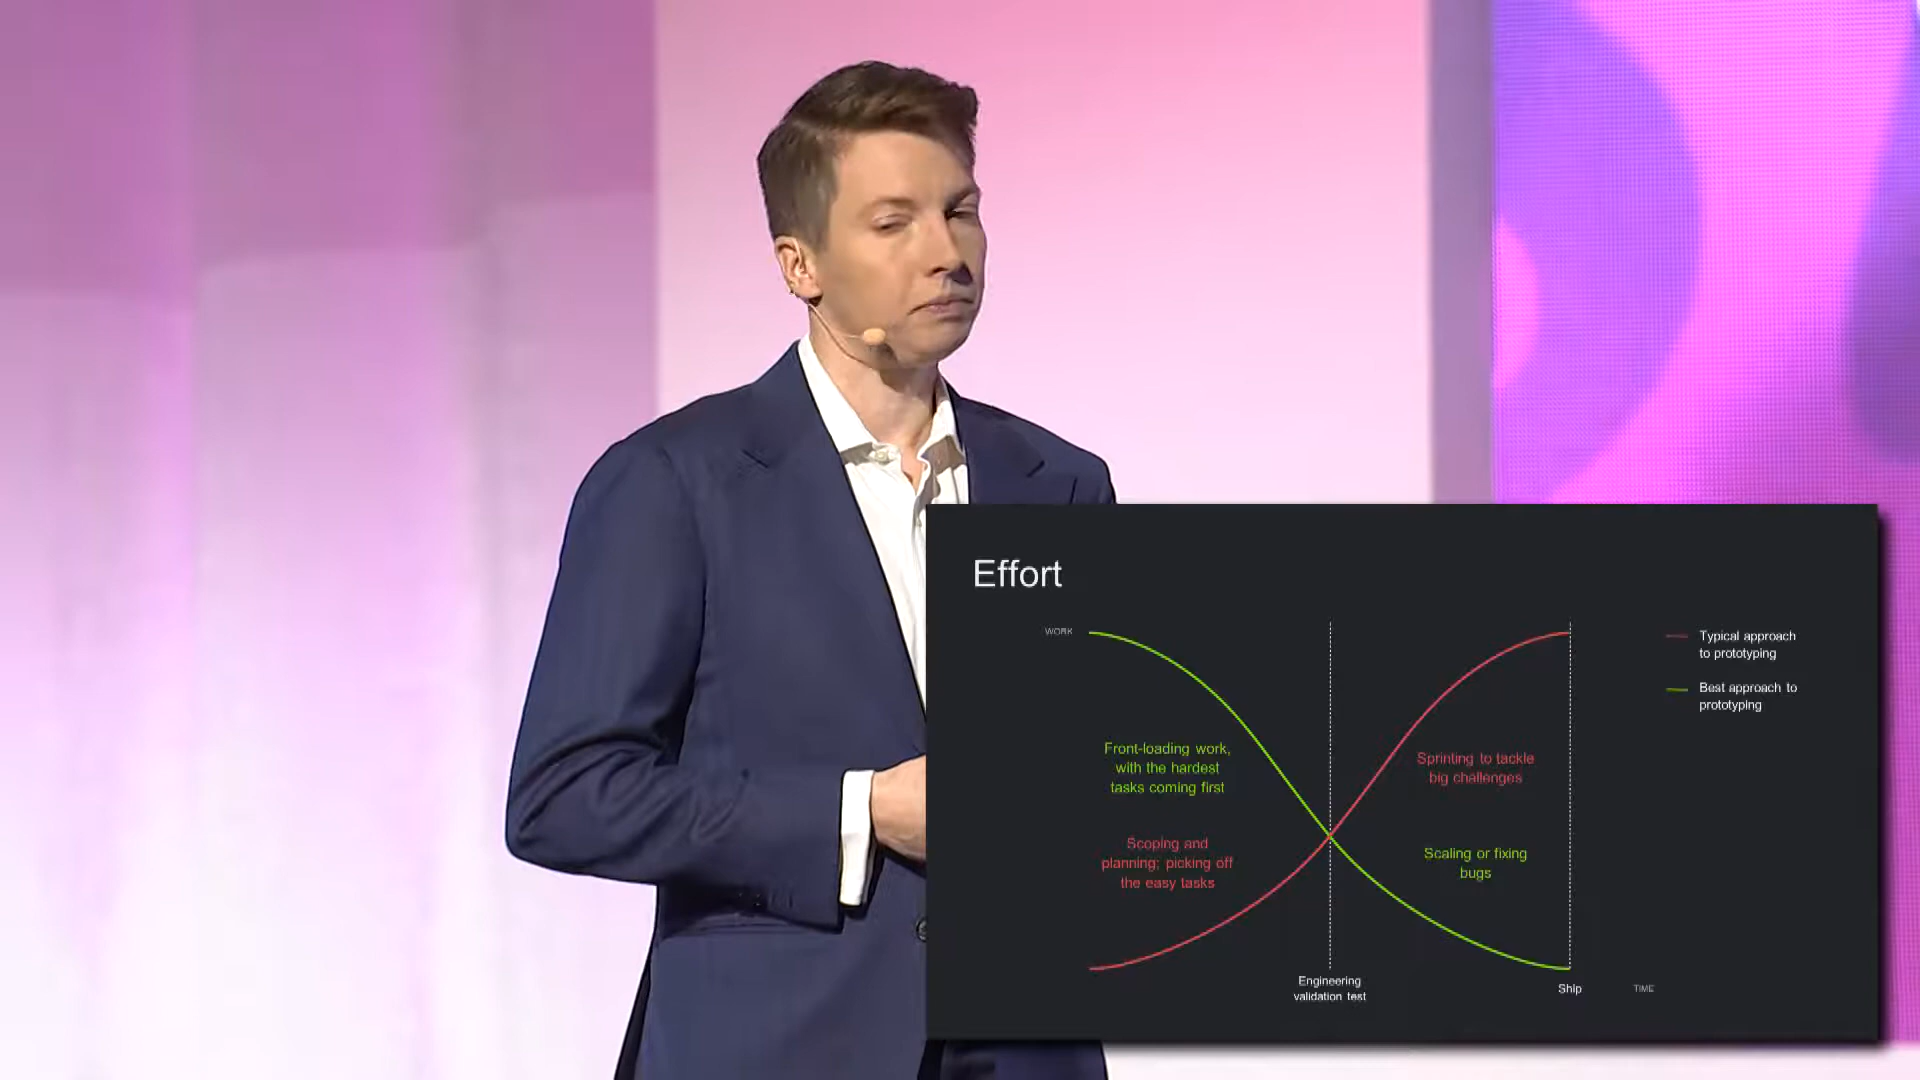 Effort
WORK
Typical approach
to prototyping
Best approach to
prototyping
Front-loading work,
with the hardest
tasks coming first
Sprinting to tackle
big challenges
Scoping and
planning; picking off
the easy tasks
Scaling or fixing
bugs
Engineering
validation test
Ship
TIME